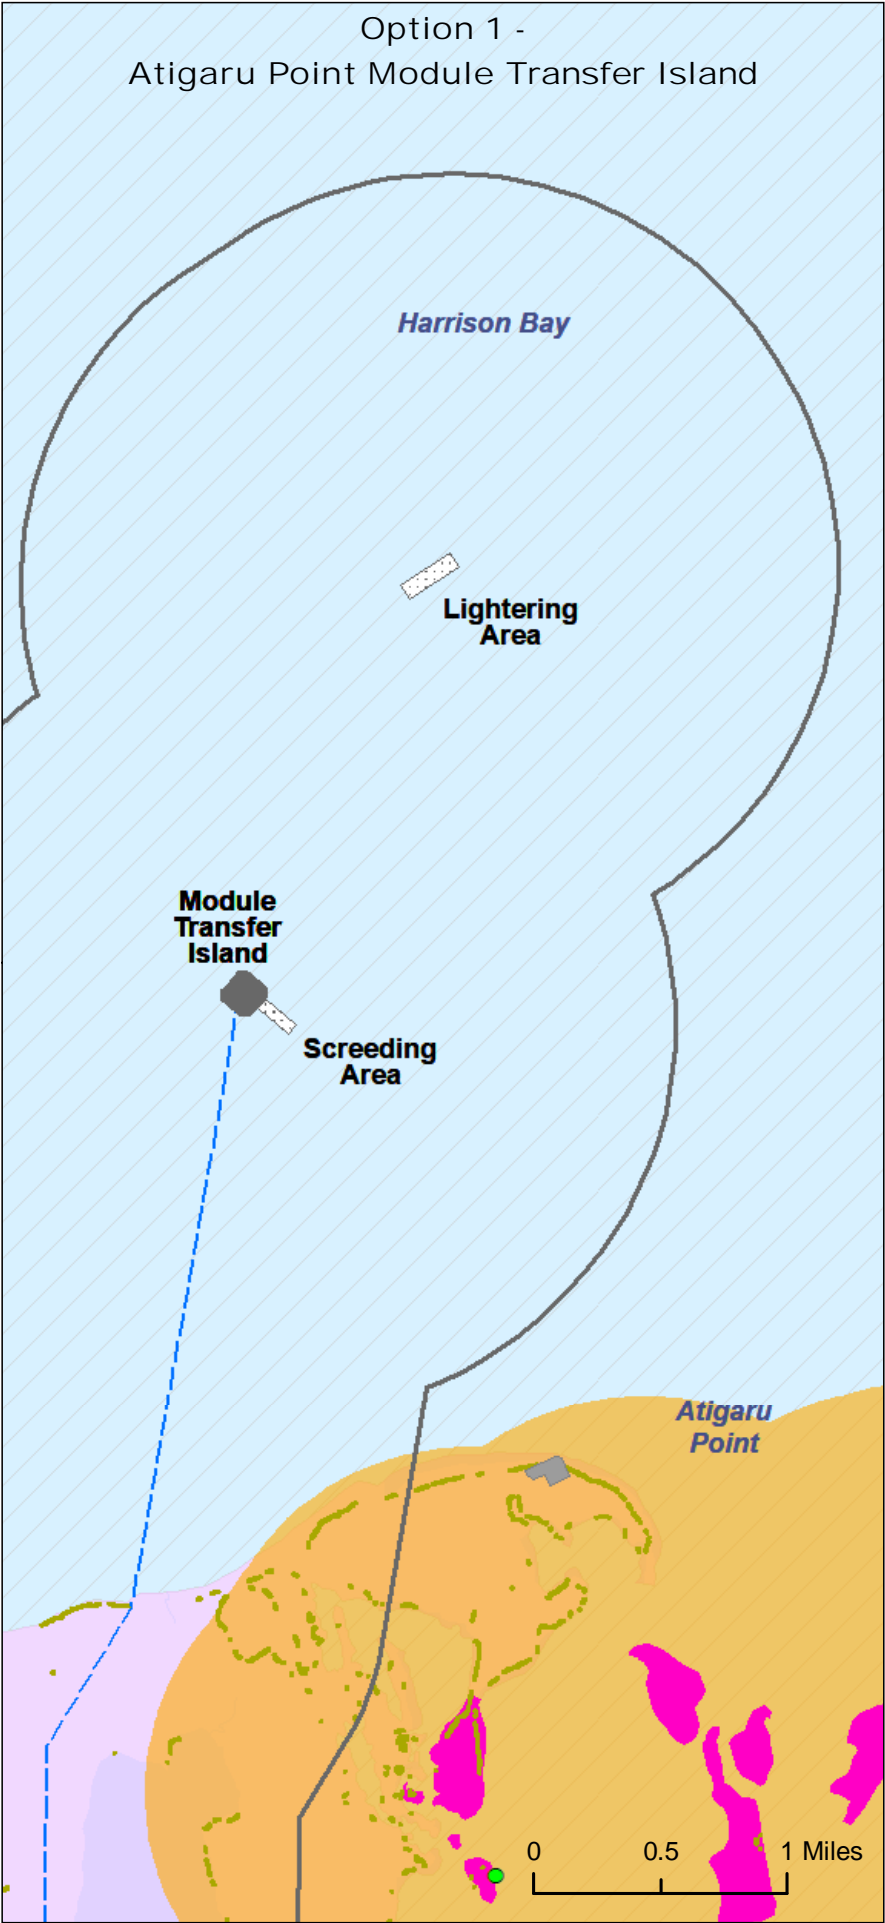 Option 1 -
Atigaru Point Module Transfer Island
Harrison Bay
Lightering
Area
Module
Transfer
Island
Screeding
Area
Atigaru
Point
0 0.5 1 Miles